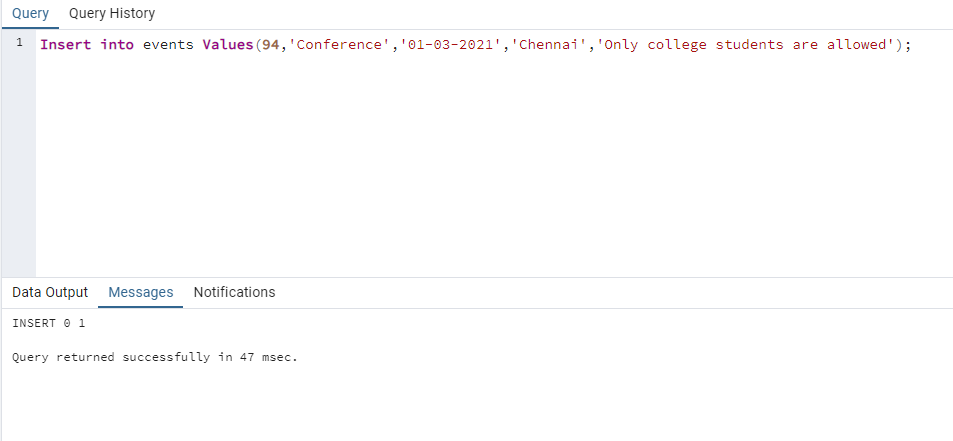 Query Query History
1 Insert into events Values(94,'Conference','01-03-2021','Chennai','Only college students are allowed');
Data Output Messages Notifications
INSERT 0 1
Query returned successfully in 47 msec.